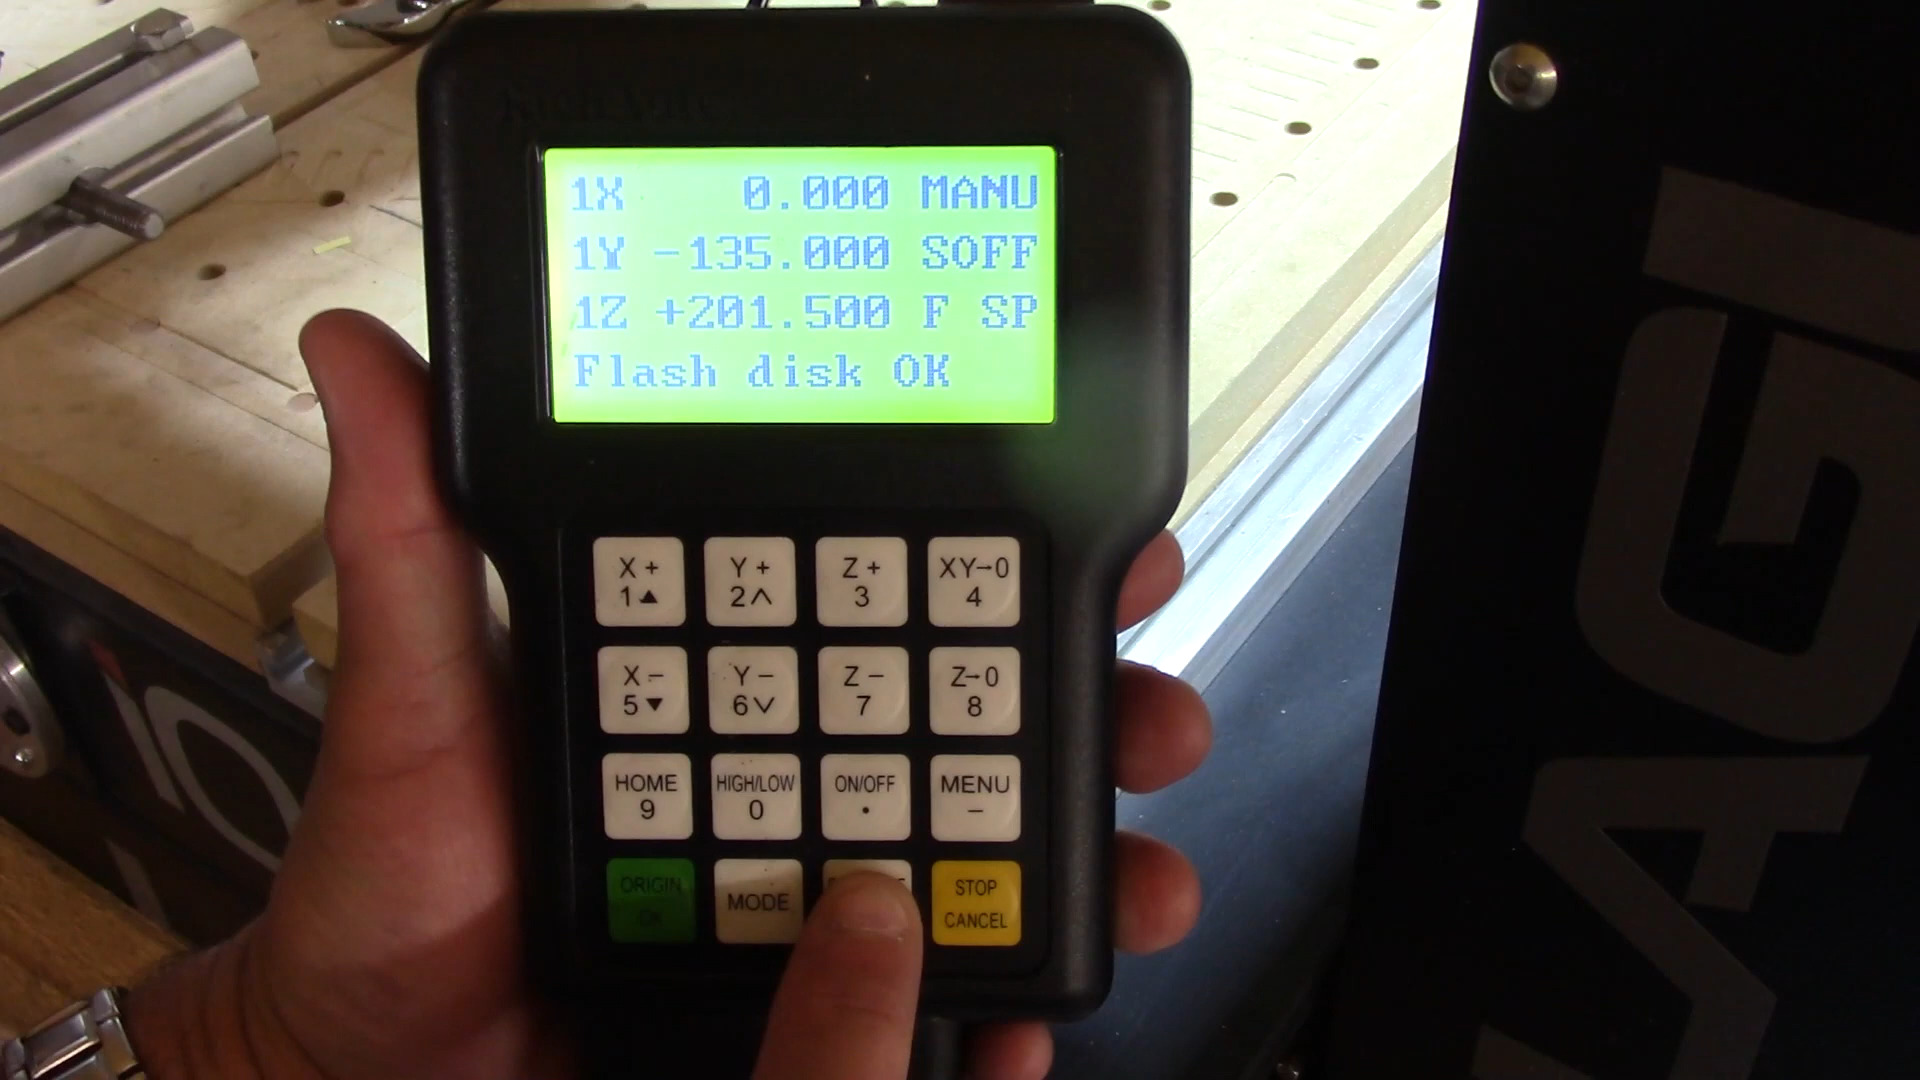 1X 0.000 MANU
1Y -135.000 SOFF
1Z +201.500 F SP
Flash disk OK
X+ Y+ Z+ XY→0
1▲ 2∧ 3 4
X- Y- Z- Z→0
5▼ 6∨ 7 8
HOME HIGH/LOW ON/OFF MENU
9 0 • –
ORIGIN MODE STOP
OK CANCEL
10